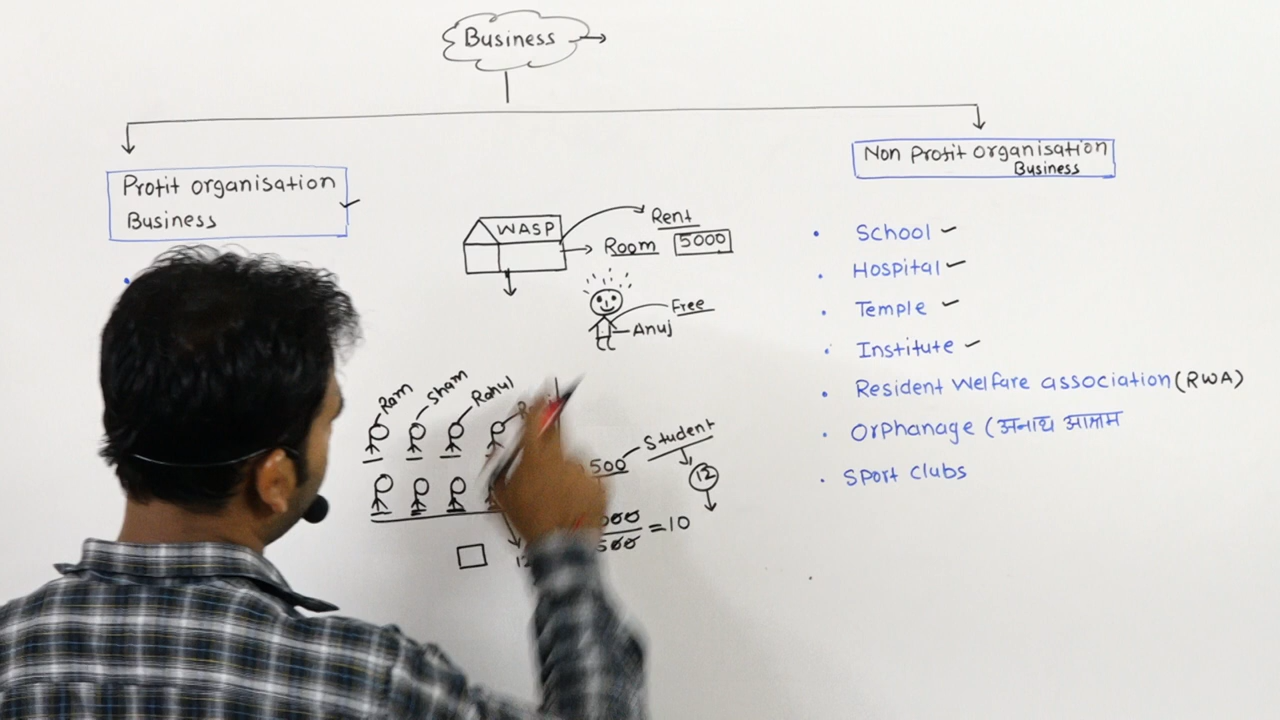 Business
Profit organisation
Business
Non Profit organisation
Business
WASP
Rent
Room 5000
Free
Anuj
School
Hospital
Temple
Institute
Resident Welfare association (RWA)
Orphanage (अनाथ आश्रम
Sport clubs
Ram
Sham
Rahul
500
Student
12
=10